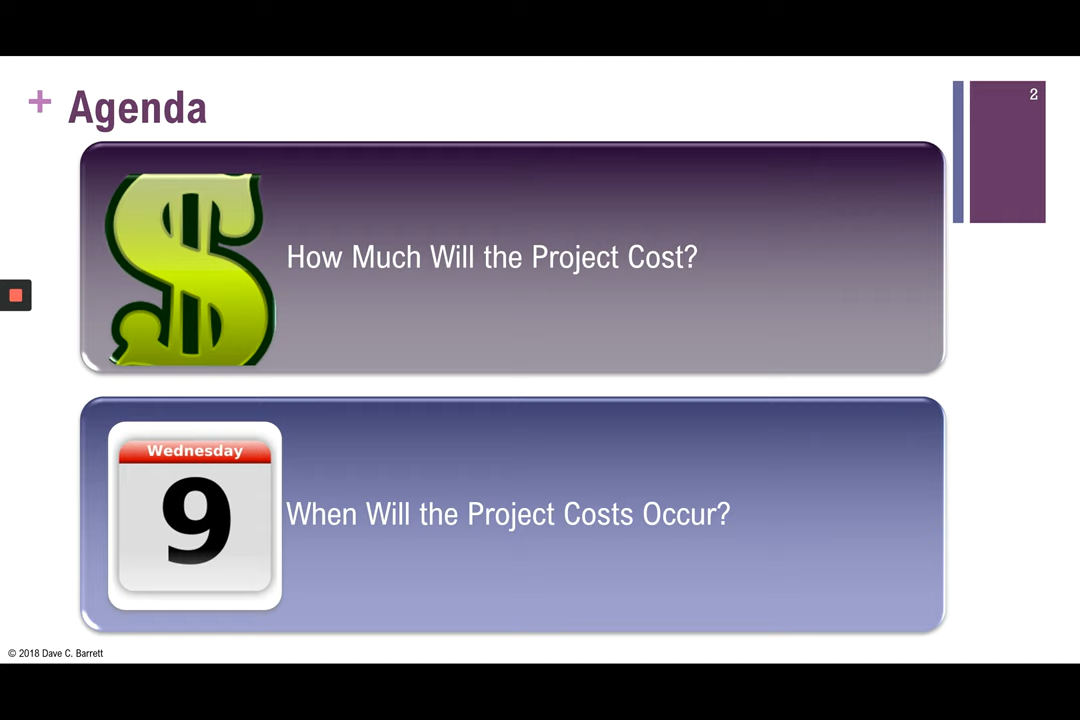 + Agenda
2
$
How Much Will the Project Cost?
Wednesday
9
When Will the Project Costs Occur?
© 2018 Dave C. Barrett